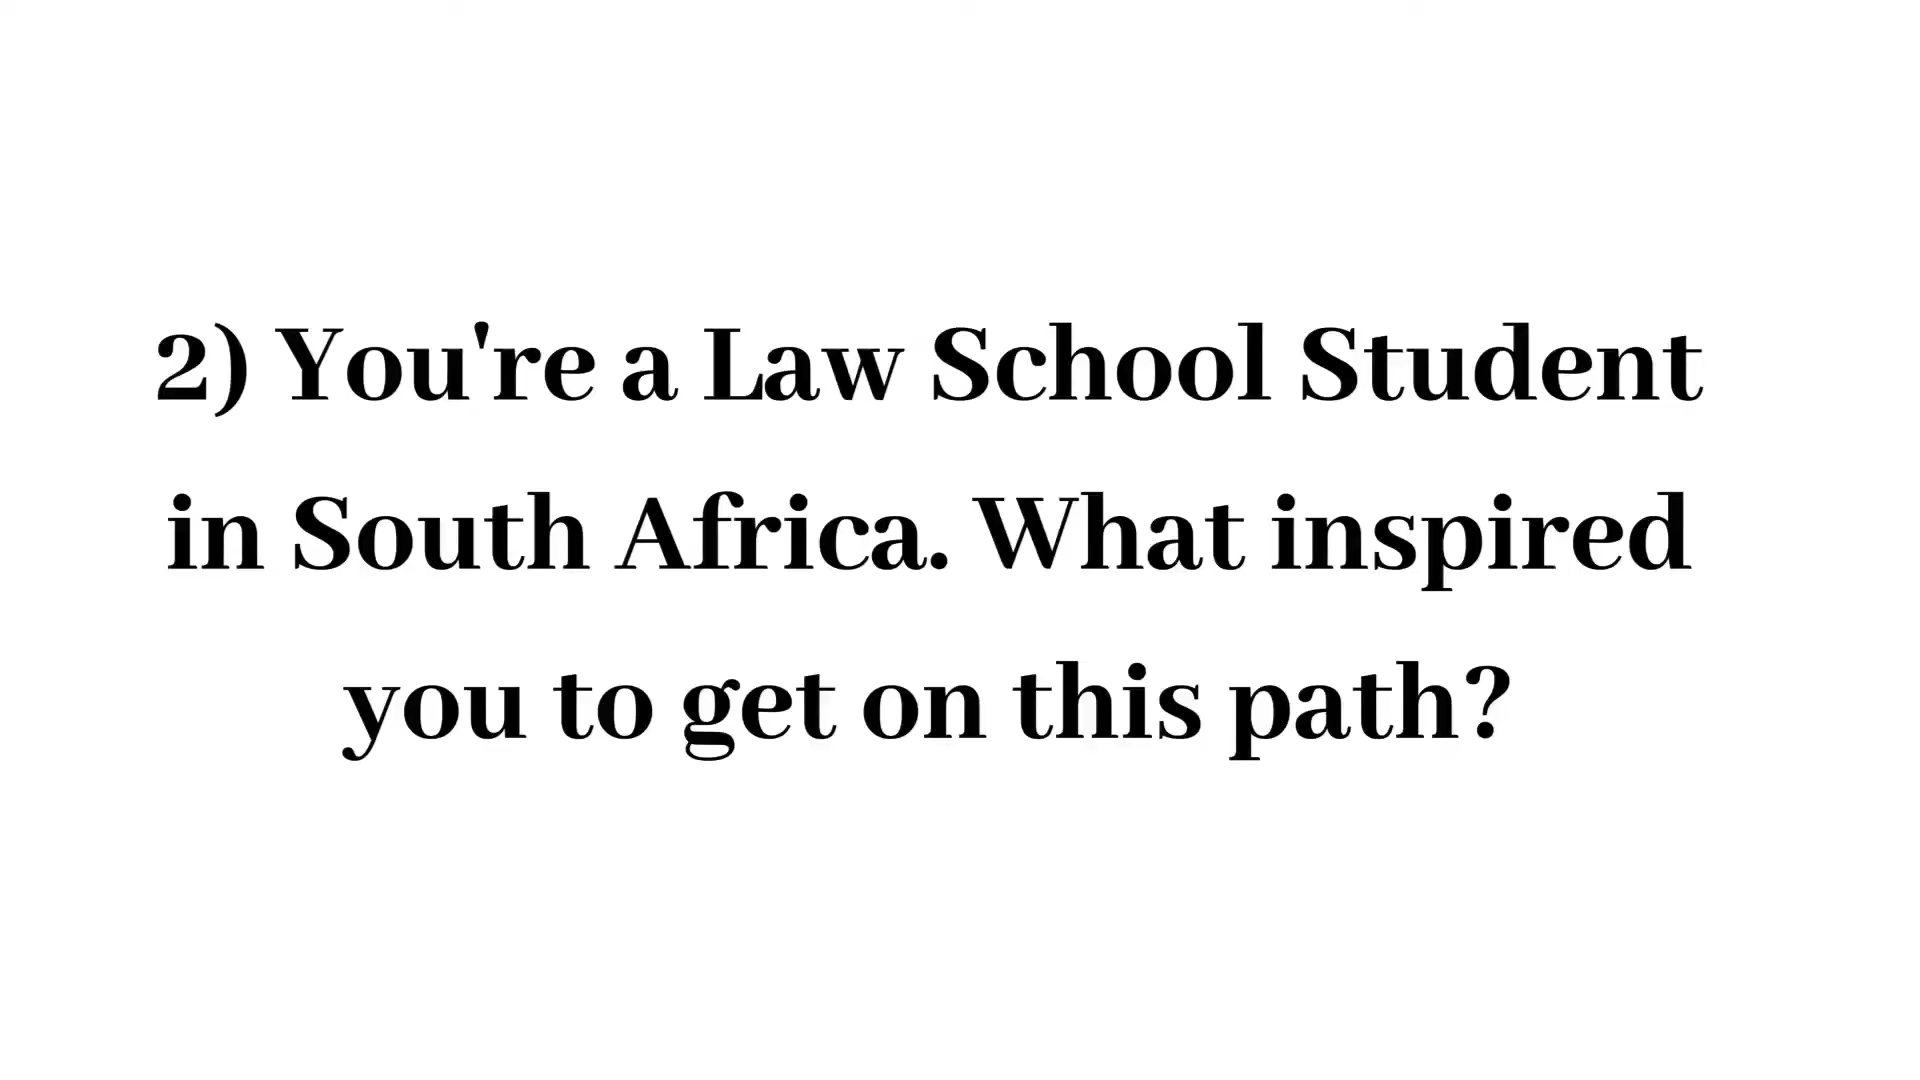 2) You're a Law School Student
in South Africa. What inspired
you to get on this path?